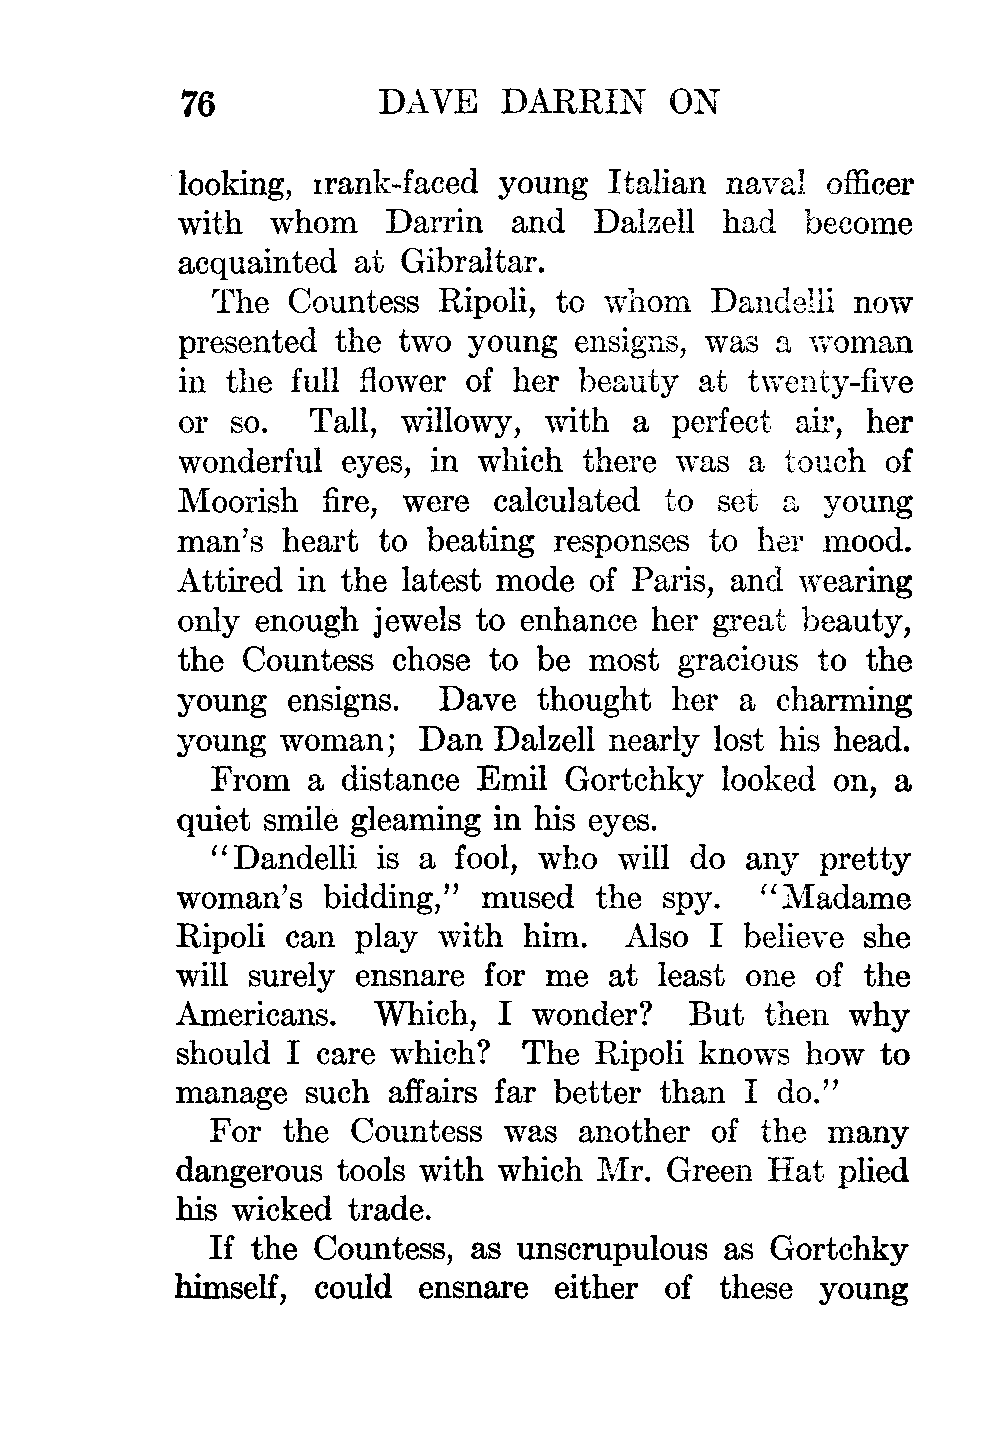 76 DAVE DARRIN ON
looking, frank-faced young Italian naval officer
with whom Darrin and Dalzell had become
acquainted at Gibraltar.
The Countess Ripoli, to whom Dandelli now
presented the two young ensigns, was a woman
in the full flower of her beauty at twenty-five
or so. Tall, willowy, with a perfect air, her
wonderful eyes, in which there was a touch of
Moorish fire, were calculated to set a young
man's heart to beating responses to her mood.
Attired in the latest mode of Paris, and wearing
only enough jewels to enhance her great beauty,
the Countess chose to be most gracious to the
young ensigns. Dave thought her a charming
young woman; Dan Dalzell nearly lost his head.
From a distance Emil Gortchky looked on, a
quiet smile gleaming in his eyes.
"Dandelli is a fool, who will do any pretty
woman's bidding," mused the spy. "Madame
Ripoli can play with him. Also I believe she
will surely ensnare for me at least one of the
Americans. Which, I wonder? But then why
should I care which? The Ripoli knows how to
manage such affairs far better than I do."
For the Countess was another of the many
dangerous tools with which Mr. Green Hat plied
his wicked trade.
If the Countess, as unscrupulous as Gortchky
himself, could ensnare either of these young